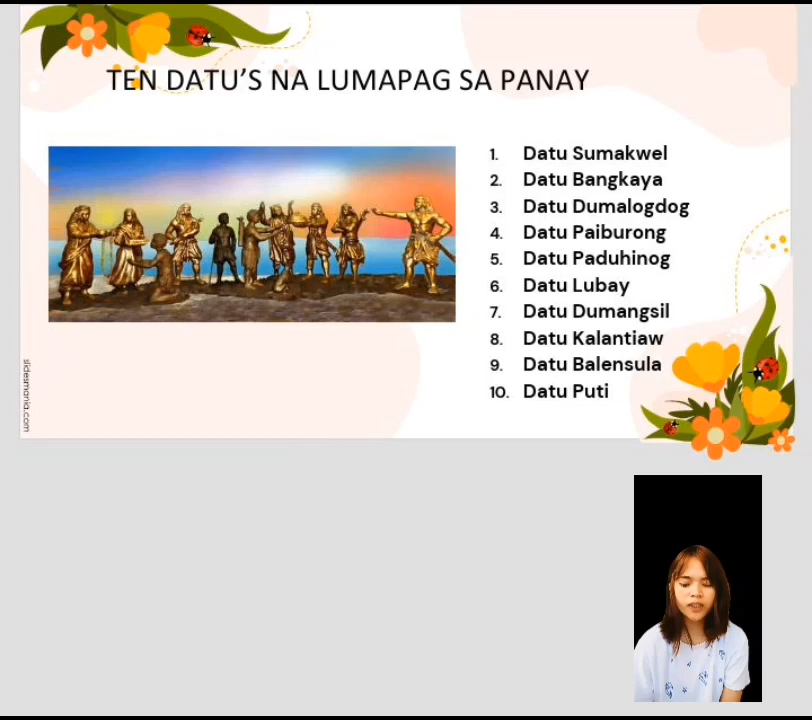 TEN DATU'S NA LUMAPAG SA PANAY
1. Datu Sumakwel
2. Datu Bangkaya
3. Datu Dumalogdog
4. Datu Paiburong
5. Datu Paduhinog
6. Datu Lubay
7. Datu Dumangsil
8. Datu Kalantiaw
9. Datu Balensula
10. Datu Puti
slidesmania.com